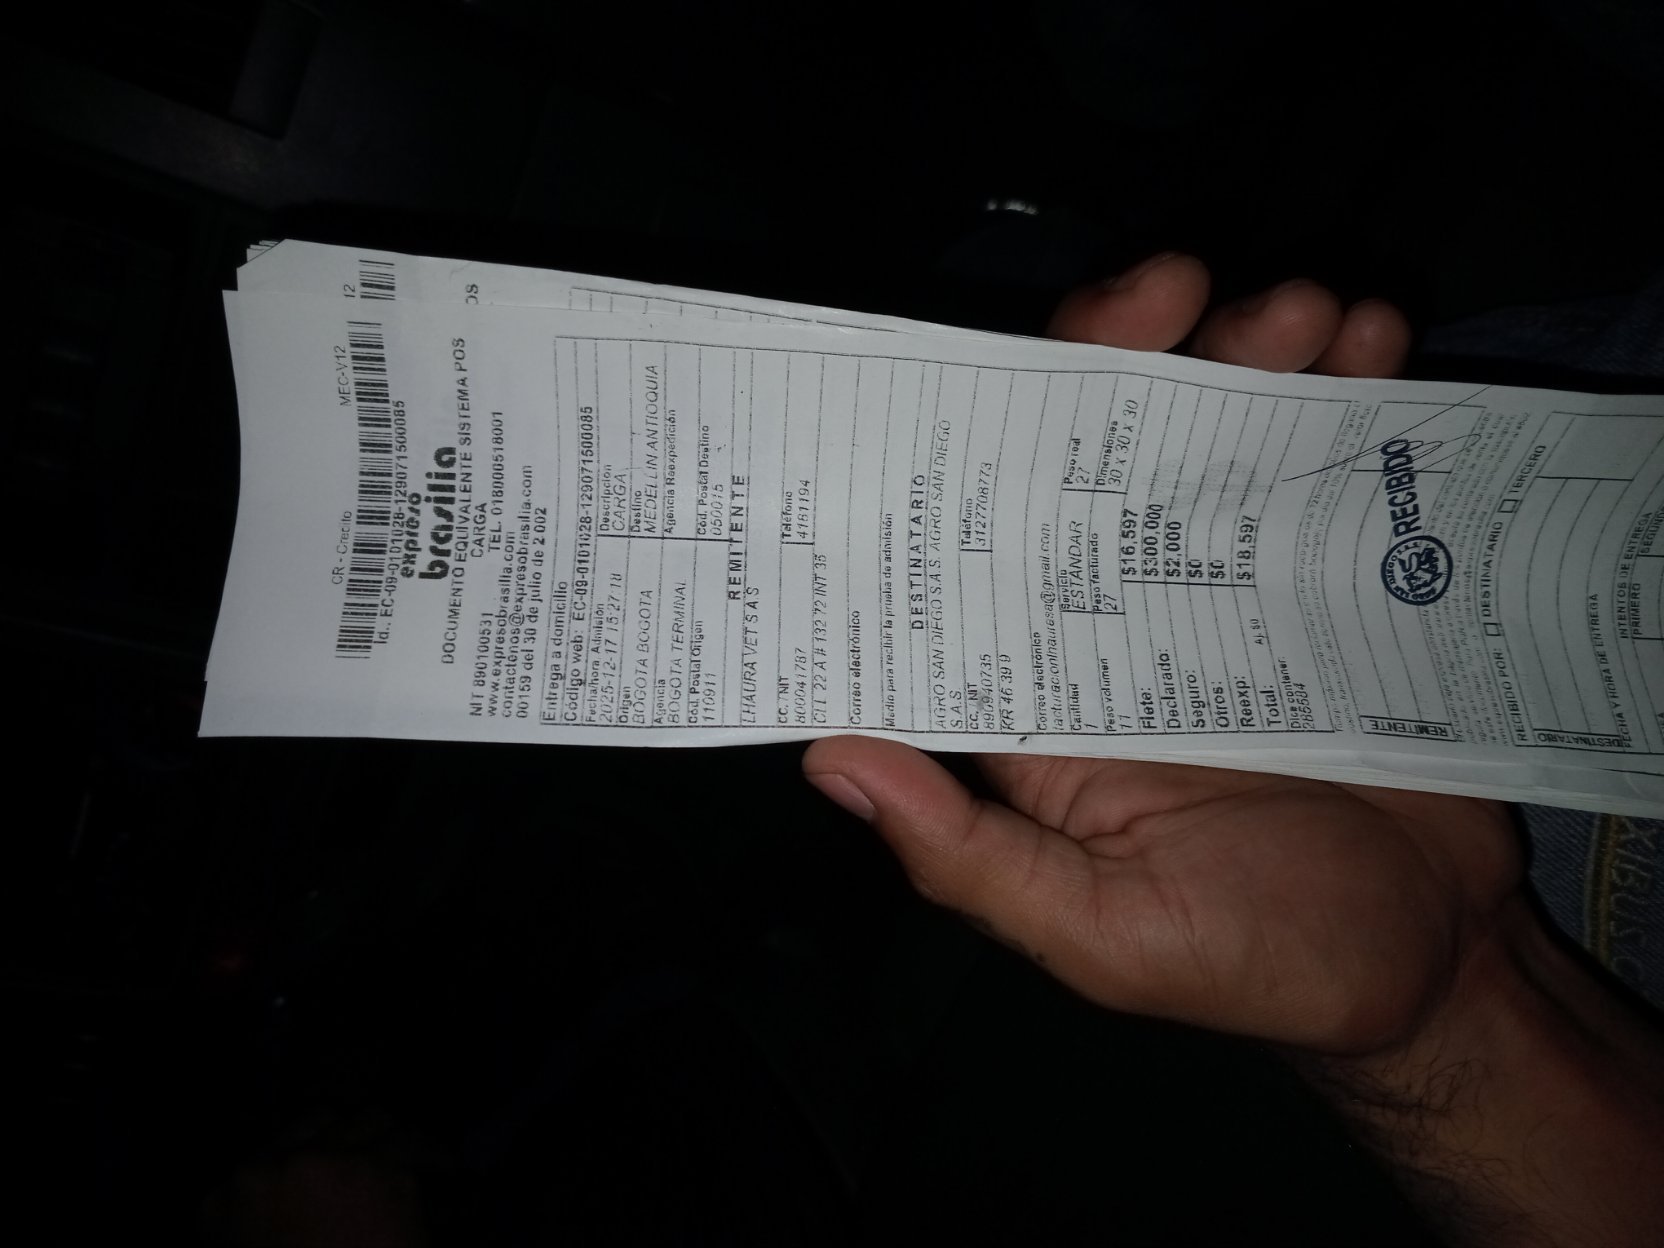 CR - Credito MEC-V12 12
Id.. EC-09-0101028-129071500085
expreso
brasilia
DOCUMENTO EQUIVALENTE SISTEMA POS OS
CARGA
NIT 890100531 TEL. 018000518001
www.expresobrasilia.com
contactenos@expresobrasilia.com
00159 del 30 de julio de 2.002
Entrega a domicilio
Código web: EC-09-0101028-129071500085
Fecha/hora Admisión Descripción
2025-12-17 15:27:18 CARGA
Origen Destino
BOGOTA BOGOTA MEDELLIN ANTIOQUIA
Agencia Agencia Reexpedición
BOGOTA TERMINAL
Cód. Postal Origen Cód. Postal Destino
110911 050015
REMITENTE
LHAURA VET S A S
CC. NIT Teléfono
800041787 4181194
CLL 22 A # 132 72 INT 35
Correo electrónico
Medio para recibir la prueba de admisión
DESTINATARIO
AGRO SAN DIEGO S.A.S. AGRO SAN DIEGO
S.A.S
CC. NIT Teléfono
890940735 3127708773
KR 46 39 9
Correo electrónico
Cantidad Servicio Peso real
ESTANDAR 27
Peso volumen Peso facturado Dimensiones
11 27 30 x 30 x 30
Flete: $16,597
Declarado: $300,000
Seguro: $2,000
Otros: $0
Reexp: $0
Total: $18,597
Dice contener:
REMITENTE
RECIBIDO
RECIBIDO POR: DESTINATARIO TERCERO
DESTINATARIO
FECHA Y HORA DE ENTREGA INTENTOS DE ENTREGA
PRIMERO